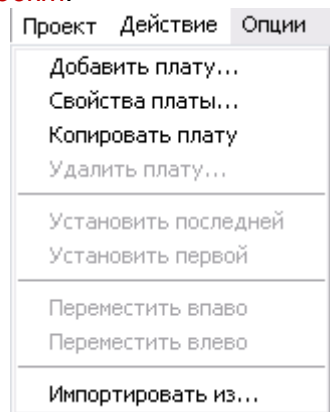 Проект Действие Опции
Добавить плату...
Свойства платы...
Копировать плату
Удалить плату...
Установить последней
Установить первой
Переместить впаво
Переместить влево
Импортировать из...